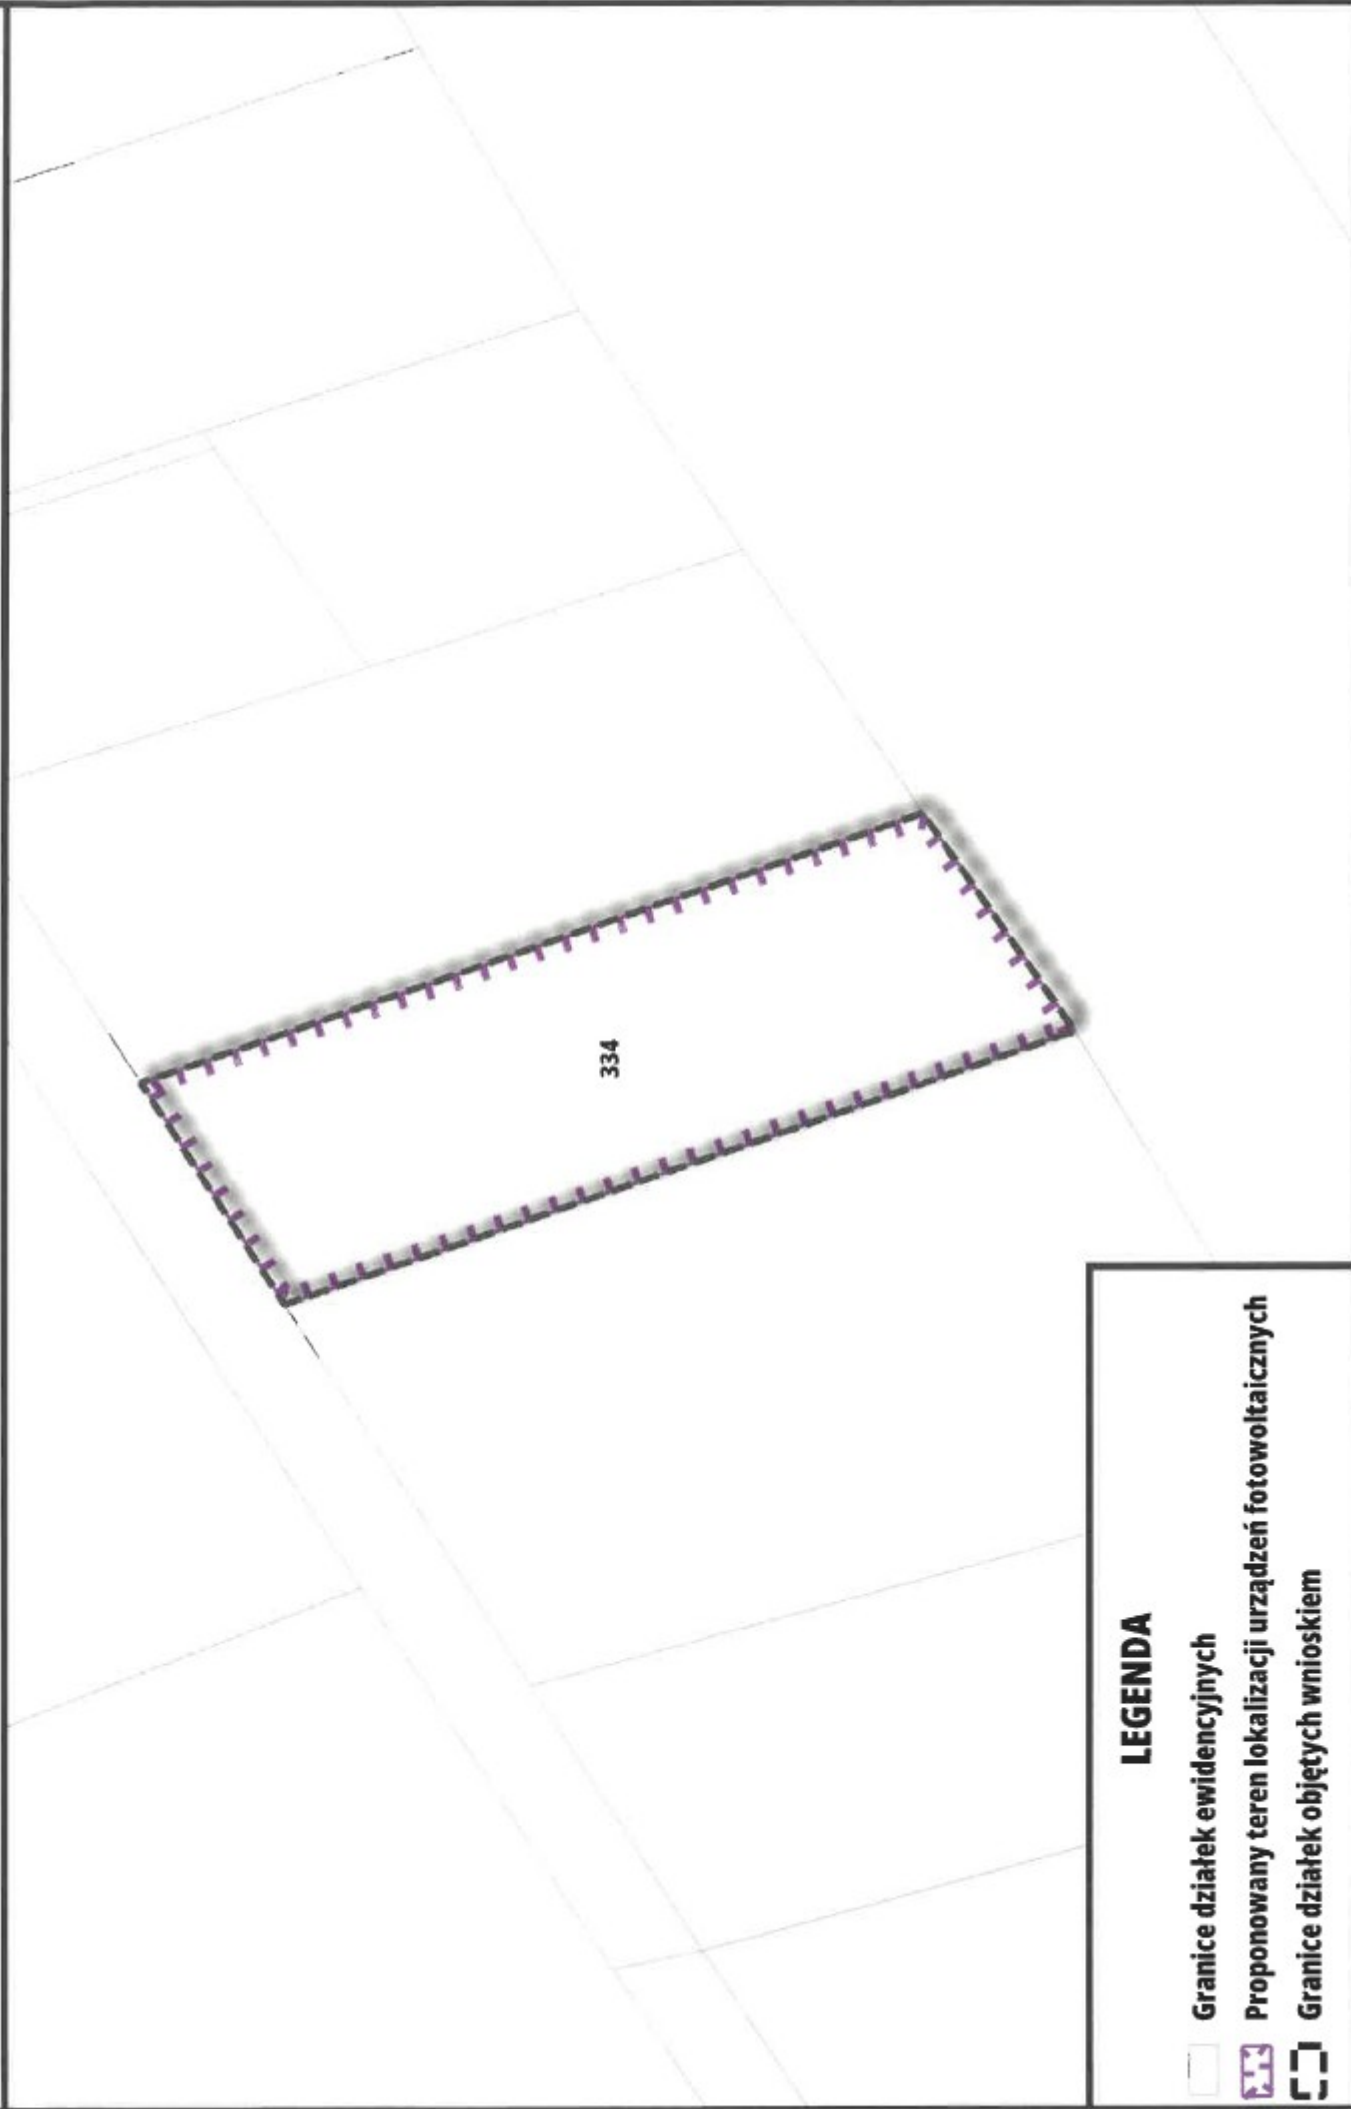 334
LEGENDA
Granice działek ewidencyjnych
Proponowany teren lokalizacji urządzeń fotowoltaicznych
Granice działek objętych wnioskiem